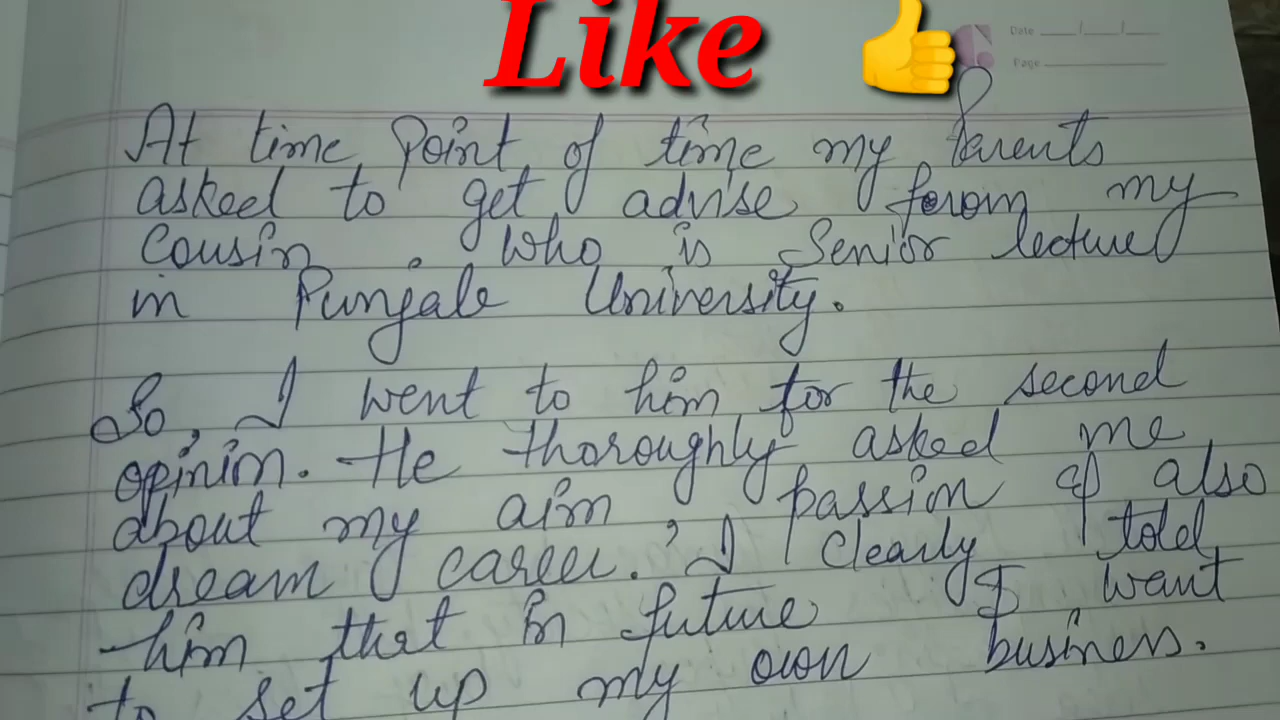 Like 👍
Date
Page
At time Point of time my Parents
asked to get advise from my
Cousin. Who is Senior lecture
in Punjab University.
So, I went to him for the second
opinion. He thoroughly asked me
about my aim, passion & also
dream career. I clearly told
him that in future I want
to set up my own business.